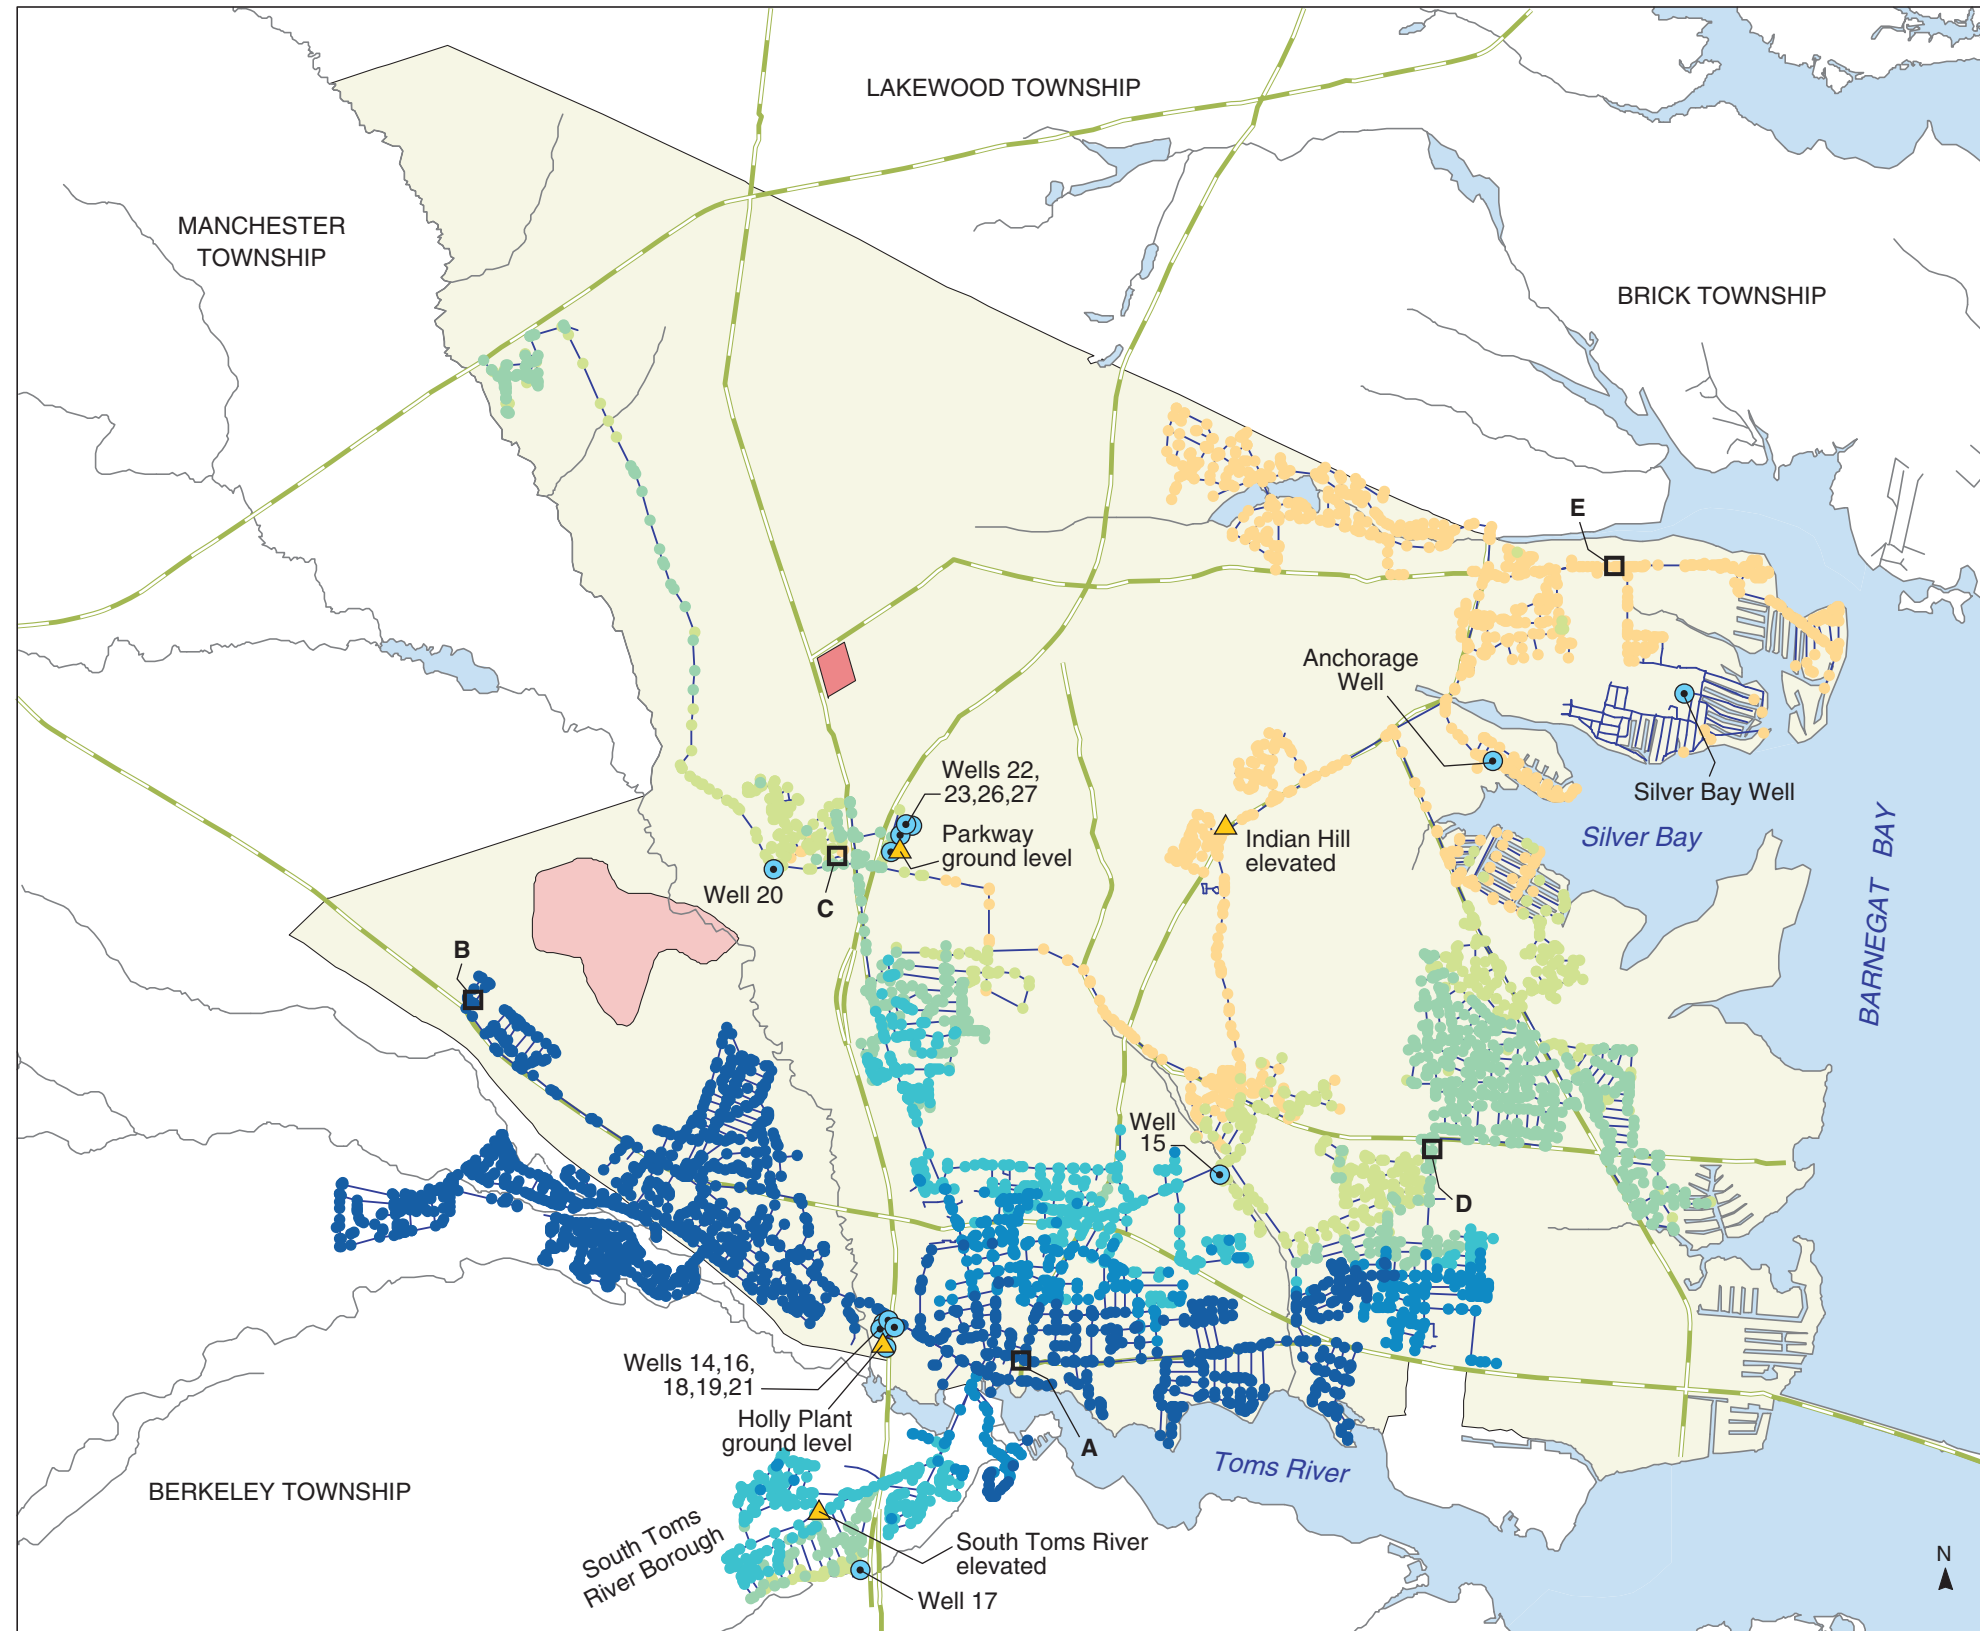 LAKEWOOD TOWNSHIP
MANCHESTER
TOWNSHIP
BRICK TOWNSHIP
E
Anchorage
Well
Silver Bay Well
Wells 22,
23,26,27
Parkway
ground level
Indian Hill
elevated
Silver Bay
BARNEGAT BAY
Well 20
C
B
Well
15
D
Wells 14,16,
18,19,21
Holly Plant
ground level
A
Toms River
BERKELEY TOWNSHIP
South Toms
River Borough
South Toms River
elevated
Well 17
N